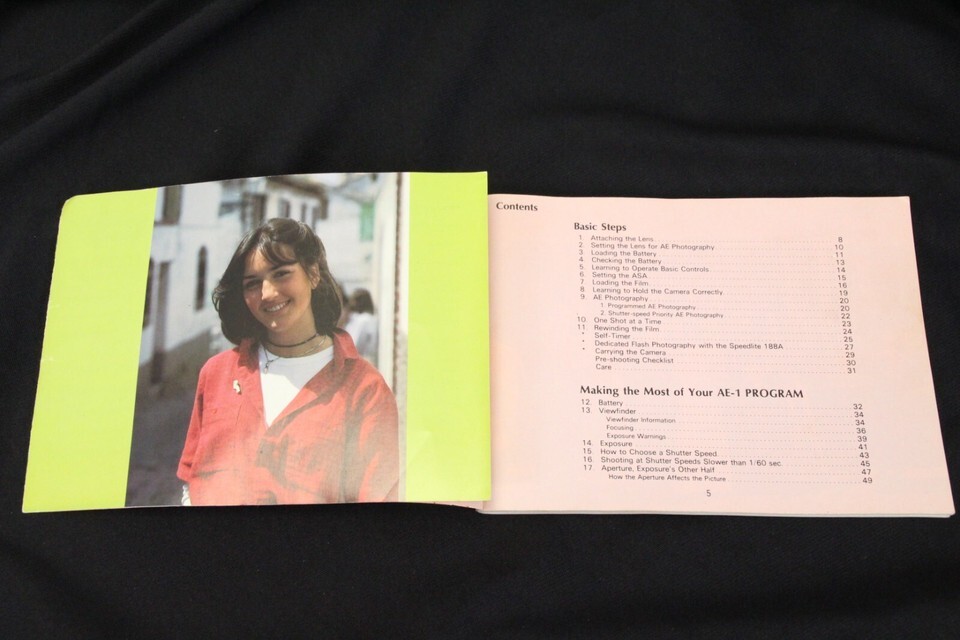 Contents
Basic Steps
1. Attaching the Lens 8
2. Setting the Lens for AE Photography 10
3. Loading the Battery 11
4. Checking the Battery 13
5. Learning to Operate Basic Controls 14
6. Setting the ASA 15
7. Loading the Film 16
8. Learning to Hold the Camera Correctly 19
9. AE Photography 20
1. Programmed AE Photography 20
2. Shutter-speed Priority AE Photography 22
10. One Shot at a Time 23
11. Rewinding the Film 24
* Self-Timer 25
* Dedicated Flash Photography with the Speedlite 188A 27
* Carrying the Camera 29
Pre-shooting Checklist 30
Care 31
Making the Most of Your AE-1 PROGRAM
12. Battery 32
13. Viewfinder 34
Viewfinder Information 34
Focusing 36
Exposure Warnings 39
14. Exposure 41
15. How to Choose a Shutter Speed 43
16. Shooting at Shutter Speeds Slower than 1/60 sec. 45
17. Aperture, Exposure's Other Half 47
How the Aperture Affects the Picture 49
5